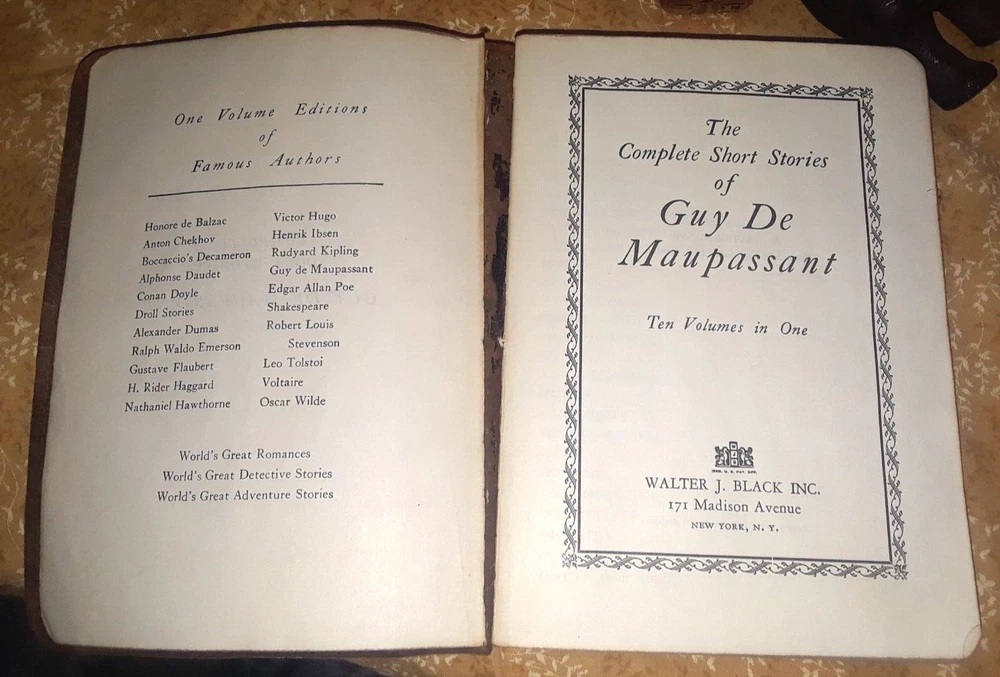 One Volume Editions
of
Famous Authors
Honore de Balzac
Anton Chekhov
Boccaccio's Decameron
Alphonse Daudet
Conan Doyle
Droll Stories
Alexander Dumas
Ralph Waldo Emerson
Gustave Flaubert
H. Rider Haggard
Nathaniel Hawthorne
Victor Hugo
Henrik Ibsen
Rudyard Kipling
Guy de Maupassant
Edgar Allan Poe
Shakespeare
Robert Louis
Stevenson
Leo Tolstoi
Voltaire
Oscar Wilde
World's Great Romances
World's Great Detective Stories
World's Great Adventure Stories
The
Complete Short Stories
of
Guy De
Maupassant
Ten Volumes in One
REG. U. S. PAT. OFF.
WALTER J. BLACK INC.
171 Madison Avenue
NEW YORK, N. Y.